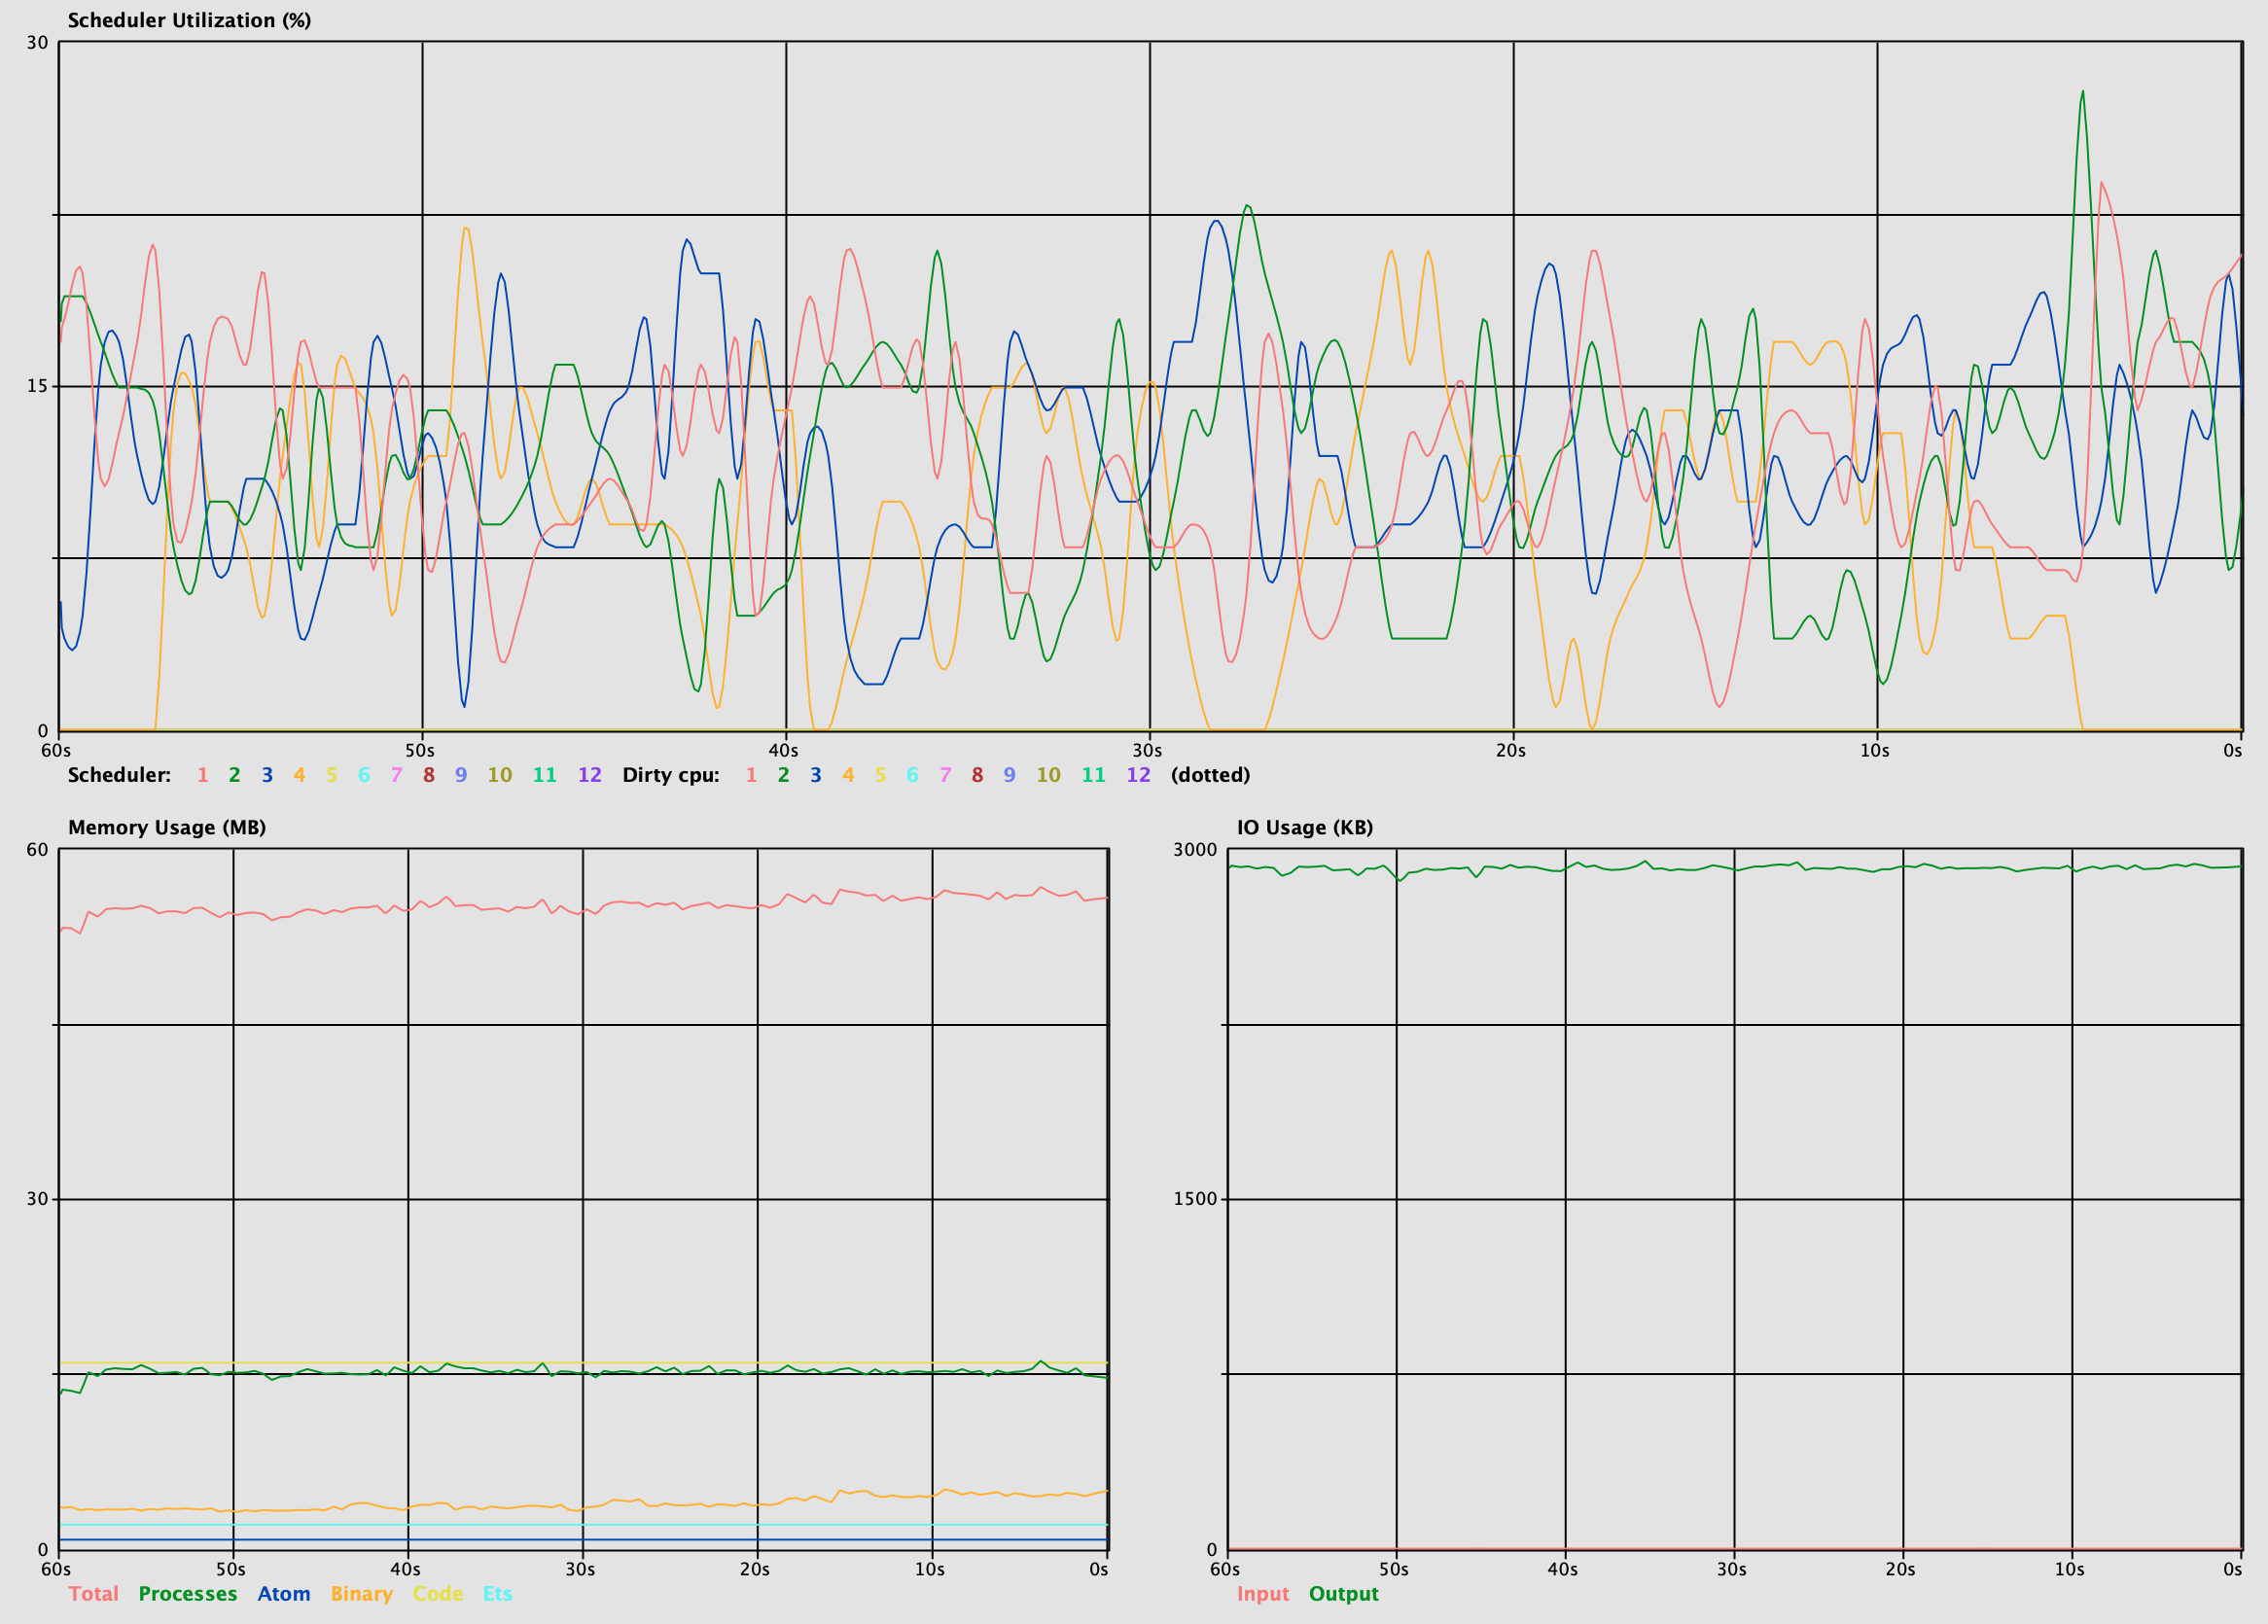 Scheduler Utilization (%)
30
15
0
60s 50s 40s 30s 20s 10s 0s
Scheduler: 1 2 3 4 5 6 7 8 9 10 11 12 Dirty cpu: 1 2 3 4 5 6 7 8 9 10 11 12 (dotted)
Memory Usage (MB)
60
30
0
60s 50s 40s 30s 20s 10s 0s
Total Processes Atom Binary Code Ets
IO Usage (KB)
3000
1500
0
60s 50s 40s 30s 20s 10s 0s
Input Output